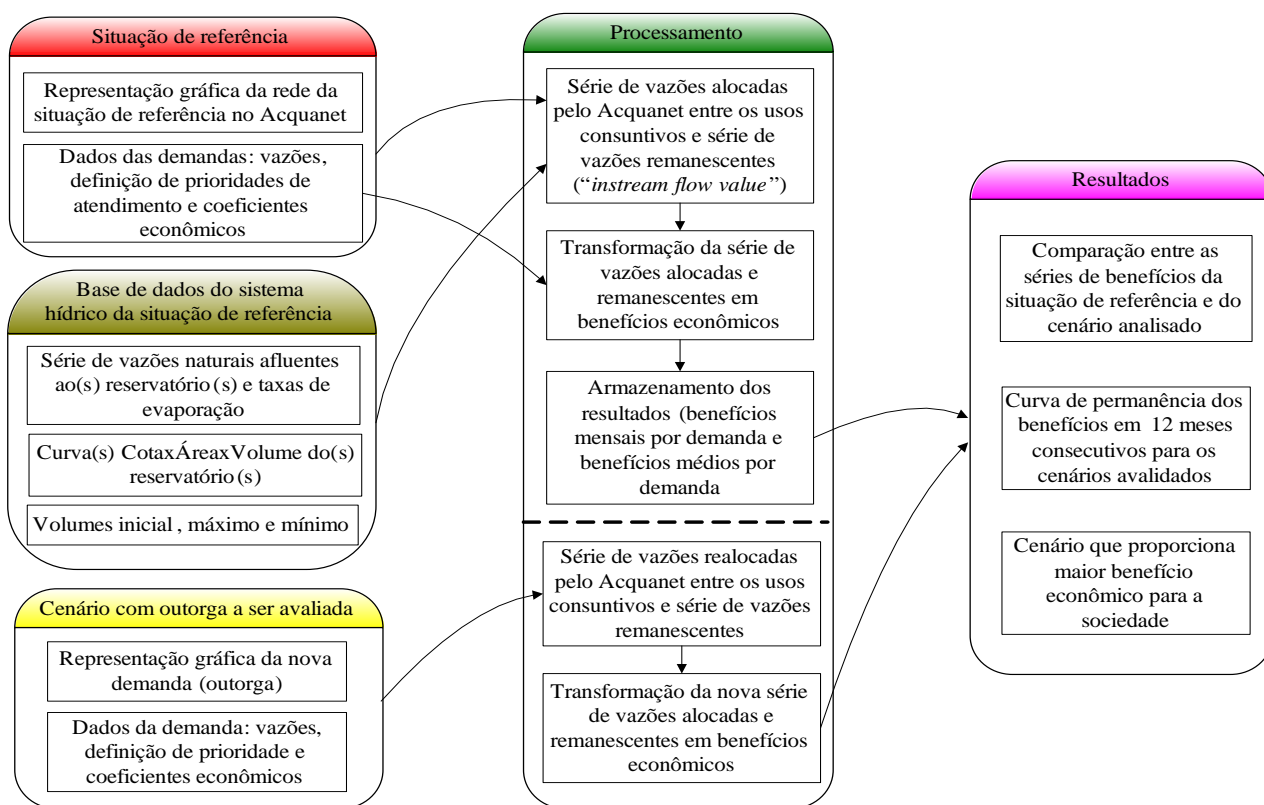 Situação de referência
Representação gráfica da rede da
situação de referência no Acquanet
Dados das demandas: vazões,
definição de prioridades de
atendimento e coeficientes
econômicos
Base de dados do sistema
hídrico da situação de referência
Série de vazões naturais afluentes
ao(s) reservatório(s) e taxas de
evaporação
Curva(s) CotaxÁreaxVolume do(s)
reservatório(s)
Volumes inicial , máximo e mínimo
Cenário com outorga a ser avaliada
Representação gráfica da nova
demanda (outorga)
Dados da demanda: vazões,
definição de prioridade e
coeficientes econômicos
Processamento
Série de vazões alocadas
pelo Acquanet entre os usos
consuntivos e série de
vazões remanescentes
(“instream flow value”)
Transformação da série de
vazões alocadas e
remanescentes em
benefícios econômicos
Armazenamento dos
resultados (benefícios
mensais por demanda e
benefícios médios por
demanda
Série de vazões realocadas
pelo Acquanet entre os usos
consuntivos e série de vazões
remanescentes
Transformação da nova série
de vazões alocadas e
remanescentes em benefícios
econômicos
Resultados
Comparação entre as
séries de benefícios da
situação de referência e do
cenário analisado
Curva de permanência dos
benefícios em 12 meses
consecutivos para os
cenários avalidados
Cenário que proporciona
maior benefício
econômico para a
sociedade